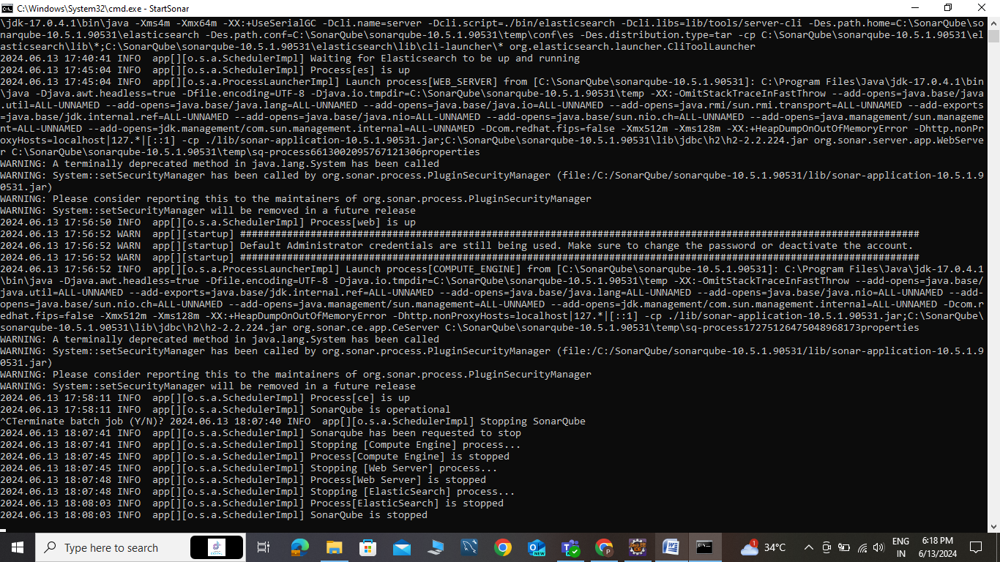 C:\Windows\System32\cmd.exe - StartSonar
\jdk-17.0.4.1\bin\java -Xms4m -Xmx64m -XX:+UseSerialGC -Dcli.name=server -Dcli.script=./bin/elasticsearch -Dcli.libs=lib/tools/server-cli -Des.path.home=C:\SonarQube\so
narqube-10.5.1.90531\elasticsearch -Des.path.conf=C:\SonarQube\sonarqube-10.5.1.90531\temp\conf\es -Des.distribution.type=tar -cp C:\SonarQube\sonarqube-10.5.1.90531\el
asticsearch\lib\*;C:\SonarQube\sonarqube-10.5.1.90531\elasticsearch\lib\cli-launcher\* org.elasticsearch.launcher.CliToolLauncher
2024.06.13 17:40:41 INFO  app[][o.s.a.SchedulerImpl] Waiting for Elasticsearch to be up and running
2024.06.13 17:45:04 INFO  app[][o.s.a.SchedulerImpl] Process[es] is up
2024.06.13 17:45:04 INFO  app[][o.s.a.ProcessLauncherImpl] Launch process[WEB_SERVER] from [C:\SonarQube\sonarqube-10.5.1.90531]: C:\Program Files\Java\jdk-17.0.4.1\bin
\java -Djava.awt.headless=true -Dfile.encoding=UTF-8 -Djava.io.tmpdir=C:\SonarQube\sonarqube-10.5.1.90531\temp -XX:-OmitStackTraceInFastThrow --add-opens=java.base/java
.util=ALL-UNNAMED --add-opens=java.base/java.lang=ALL-UNNAMED --add-opens=java.base/java.io=ALL-UNNAMED --add-opens=java.rmi/sun.rmi.transport=ALL-UNNAMED --add-exports
=java.base/jdk.internal.ref=ALL-UNNAMED --add-opens=java.base/java.nio=ALL-UNNAMED --add-opens=java.base/sun.nio.ch=ALL-UNNAMED --add-opens=java.management/sun.manageme
nt=ALL-UNNAMED --add-opens=jdk.management/com.sun.management.internal=ALL-UNNAMED -Dcom.redhat.fips=false -Xmx512m -Xms128m -XX:+HeapDumpOnOutOfMemoryError -Dhttp.nonPr
oxyHosts=localhost|127.*|[::1] -cp ./lib/sonar-application-10.5.1.90531.jar;C:\SonarQube\sonarqube-10.5.1.90531\lib\jdbc\h2\h2-2.2.224.jar org.sonar.server.app.WebServe
r C:\SonarQube\sonarqube-10.5.1.90531\temp\sq-process6613002095767121306properties
WARNING: A terminally deprecated method in java.lang.System has been called
WARNING: System::setSecurityManager has been called by org.sonar.process.PluginSecurityManager (file:/C:/SonarQube/sonarqube-10.5.1.90531/lib/sonar-application-10.5.1.9
0531.jar)
WARNING: Please consider reporting this to the maintainers of org.sonar.process.PluginSecurityManager
WARNING: System::setSecurityManager will be removed in a future release
2024.06.13 17:56:50 INFO  app[][o.s.a.SchedulerImpl] Process[web] is up
2024.06.13 17:56:52 WARN  app[][startup] ####################################################################################################################
2024.06.13 17:56:52 WARN  app[][startup] Default Administrator credentials are still being used. Make sure to change the password or deactivate the account.
2024.06.13 17:56:52 WARN  app[][startup] ####################################################################################################################
2024.06.13 17:56:52 INFO  app[][o.s.a.ProcessLauncherImpl] Launch process[COMPUTE_ENGINE] from [C:\SonarQube\sonarqube-10.5.1.90531]: C:\Program Files\Java\jdk-17.0.4.1
\bin\java -Djava.awt.headless=true -Dfile.encoding=UTF-8 -Djava.io.tmpdir=C:\SonarQube\sonarqube-10.5.1.90531\temp -XX:-OmitStackTraceInFastThrow --add-opens=java.base/
java.util=ALL-UNNAMED --add-exports=java.base/jdk.internal.ref=ALL-UNNAMED --add-opens=java.base/java.lang=ALL-UNNAMED --add-opens=java.base/java.nio=ALL-UNNAMED --add-
opens=java.base/sun.nio.ch=ALL-UNNAMED --add-opens=java.management/sun.management=ALL-UNNAMED --add-opens=jdk.management/com.sun.management.internal=ALL-UNNAMED -Dcom.r
edhat.fips=false -Xmx512m -Xms128m -XX:+HeapDumpOnOutOfMemoryError -Dhttp.nonProxyHosts=localhost|127.*|[::1] -cp ./lib/sonar-application-10.5.1.90531.jar;C:\SonarQube\
sonarqube-10.5.1.90531\lib\jdbc\h2\h2-2.2.224.jar org.sonar.ce.app.CeServer C:\SonarQube\sonarqube-10.5.1.90531\temp\sq-process17275126475048968173properties
WARNING: A terminally deprecated method in java.lang.System has been called
WARNING: System::setSecurityManager has been called by org.sonar.process.PluginSecurityManager (file:/C:/SonarQube/sonarqube-10.5.1.90531/lib/sonar-application-10.5.1.9
0531.jar)
WARNING: Please consider reporting this to the maintainers of org.sonar.process.PluginSecurityManager
WARNING: System::setSecurityManager will be removed in a future release
2024.06.13 17:58:11 INFO  app[][o.s.a.SchedulerImpl] Process[ce] is up
2024.06.13 17:58:11 INFO  app[][o.s.a.SchedulerImpl] SonarQube is operational
^CTerminate batch job (Y/N)? 2024.06.13 18:07:40 INFO  app[][o.s.a.SchedulerImpl] Stopping SonarQube
2024.06.13 18:07:41 INFO  app[][o.s.a.SchedulerImpl] Sonarqube has been requested to stop
2024.06.13 18:07:41 INFO  app[][o.s.a.SchedulerImpl] Stopping [Compute Engine] process...
2024.06.13 18:07:45 INFO  app[][o.s.a.SchedulerImpl] Process[Compute Engine] is stopped
2024.06.13 18:07:45 INFO  app[][o.s.a.SchedulerImpl] Stopping [Web Server] process...
2024.06.13 18:07:48 INFO  app[][o.s.a.SchedulerImpl] Process[Web Server] is stopped
2024.06.13 18:07:48 INFO  app[][o.s.a.SchedulerImpl] Stopping [ElasticSearch] process...
2024.06.13 18:08:03 INFO  app[][o.s.a.SchedulerImpl] Process[ElasticSearch] is stopped
2024.06.13 18:08:03 INFO  app[][o.s.a.SchedulerImpl] SonarQube is stopped
Type here to search
34°C
ENG
IN
6:18 PM
6/13/2024